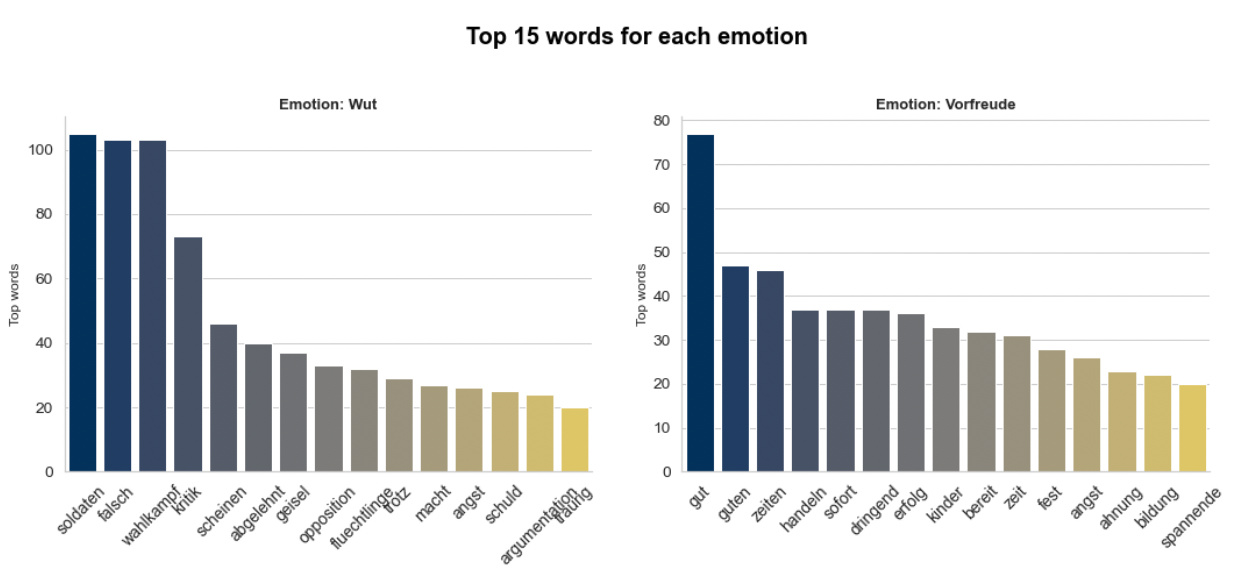 Top 15 words for each emotion
Emotion: Wut
Top words
100
80
60
40
20
0
soldaten
falsch
wahlkampf
kritik
scheinen
abgelehnt
geisel
opposition
fluechtlinge
trotz
macht
angst
schuld
argumentation
traurig
Emotion: Vorfreude
Top words
80
70
60
50
40
30
20
10
0
gut
guten
zeiten
handeln
sofort
dringend
erfolg
kinder
bereit
zeit
fest
angst
ahnung
bildung
spannende